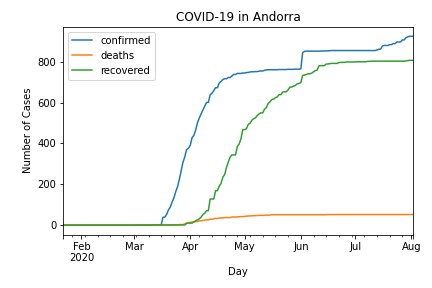 COVID-19 in Andorra
confirmed
deaths
recovered
Number of Cases
800
600
400
200
0
Feb
2020
Mar
Apr
May
Jun
Jul
Aug
Day